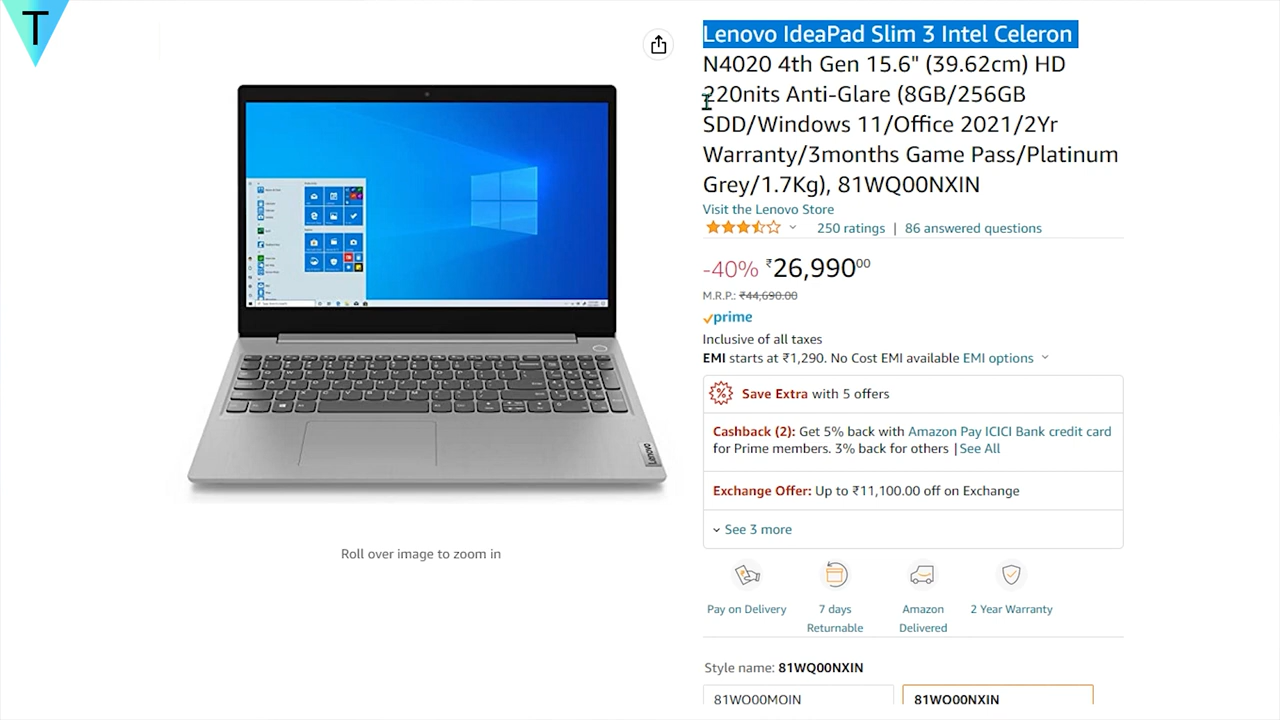 T
Lenovo IdeaPad Slim 3 Intel Celeron
N4020 4th Gen 15.6" (39.62cm) HD
220nits Anti-Glare (8GB/256GB
SDD/Windows 11/Office 2021/2Yr
Warranty/3months Game Pass/Platinum
Grey/1.7Kg), 81WQ00NXIN
Visit the Lenovo Store
250 ratings | 86 answered questions
-40% ₹26,99000
M.R.P.: ₹44,690.00
prime
Inclusive of all taxes
EMI starts at ₹1,290. No Cost EMI available EMI options
Save Extra with 5 offers
Cashback (2): Get 5% back with Amazon Pay ICICI Bank credit card
for Prime members. 3% back for others | See All
Exchange Offer: Up to ₹11,100.00 off on Exchange
See 3 more
Pay on Delivery
7 days
Returnable
Amazon
Delivered
2 Year Warranty
Lenovo
Roll over image to zoom in
Style name: 81WQ00NXIN
81WQ00MQIN
81WQ00NXIN